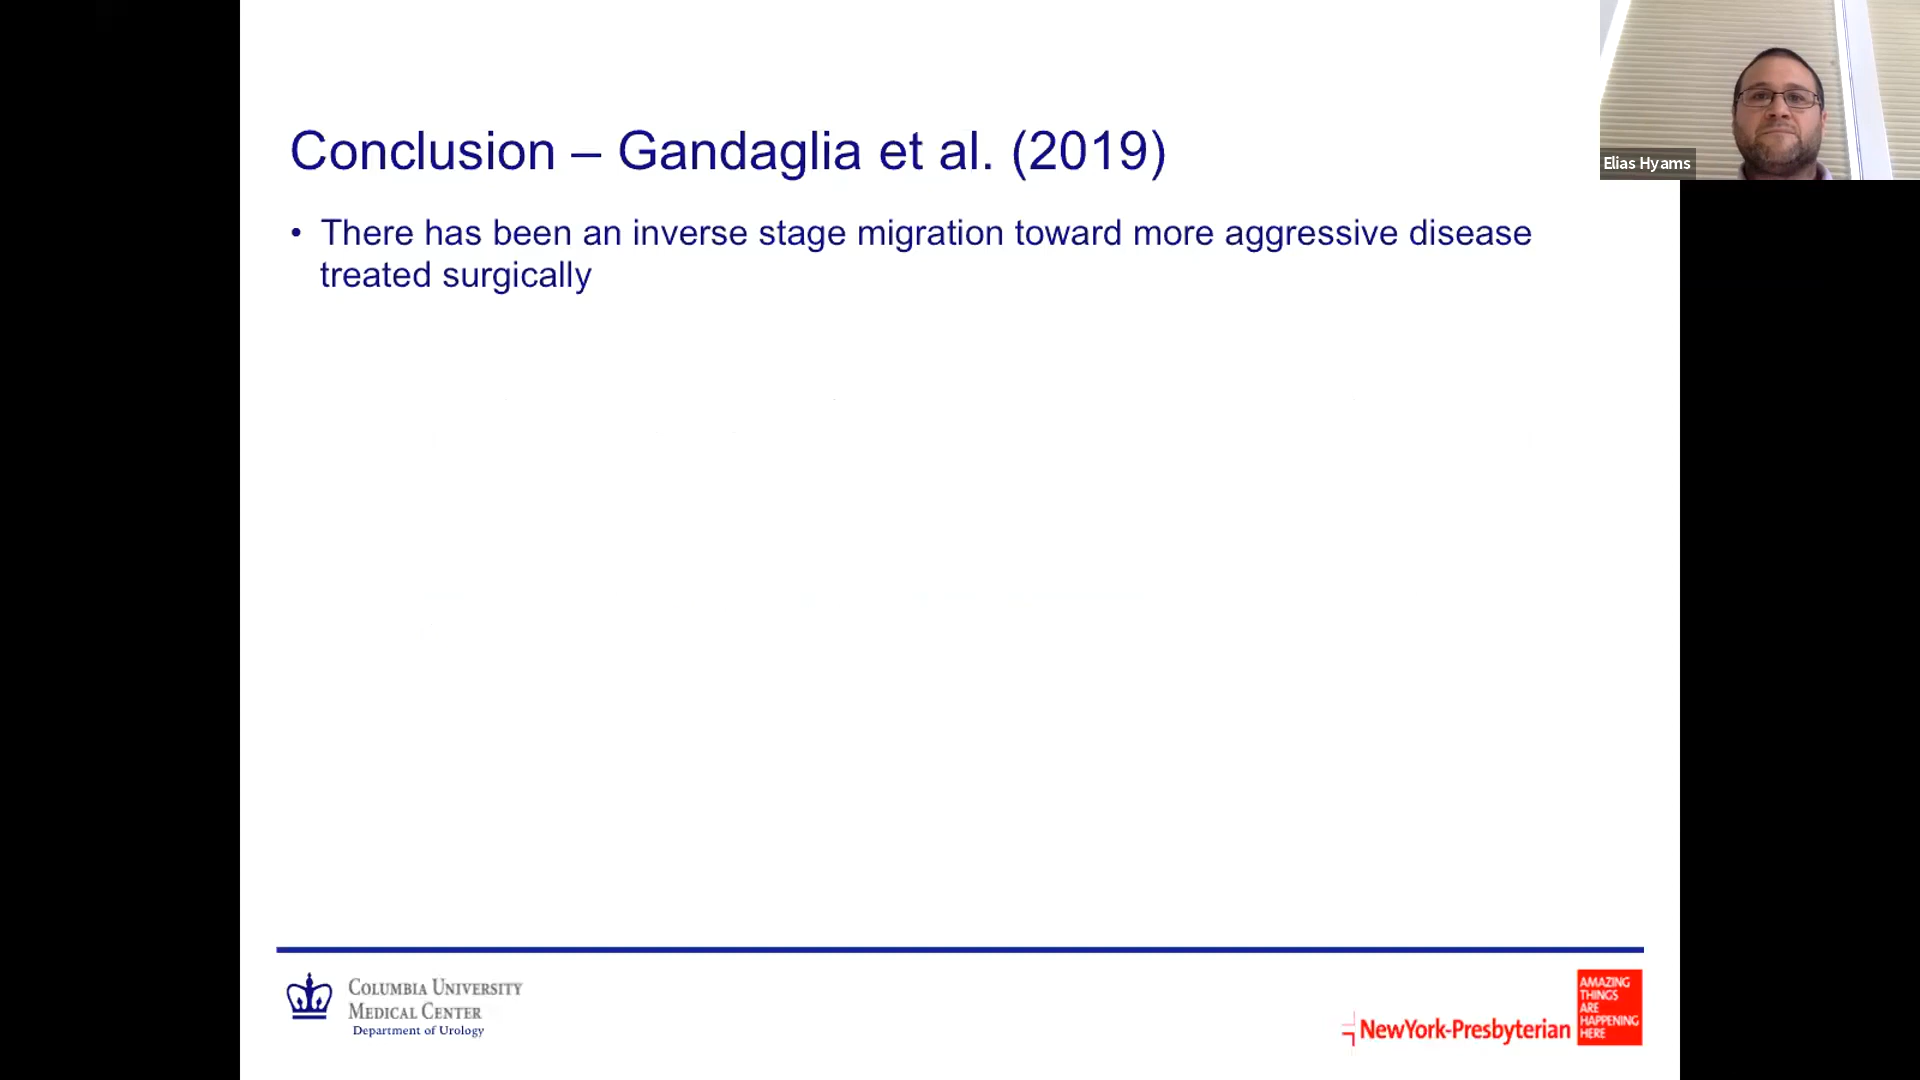 Conclusion – Gandaglia et al. (2019)
• There has been an inverse stage migration toward more aggressive disease
treated surgically
Elias Hyams
COLUMBIA UNIVERSITY
MEDICAL CENTER
Department of Urology
NewYork-Presbyterian
AMAZING
THINGS
ARE
HAPPENING
HERE